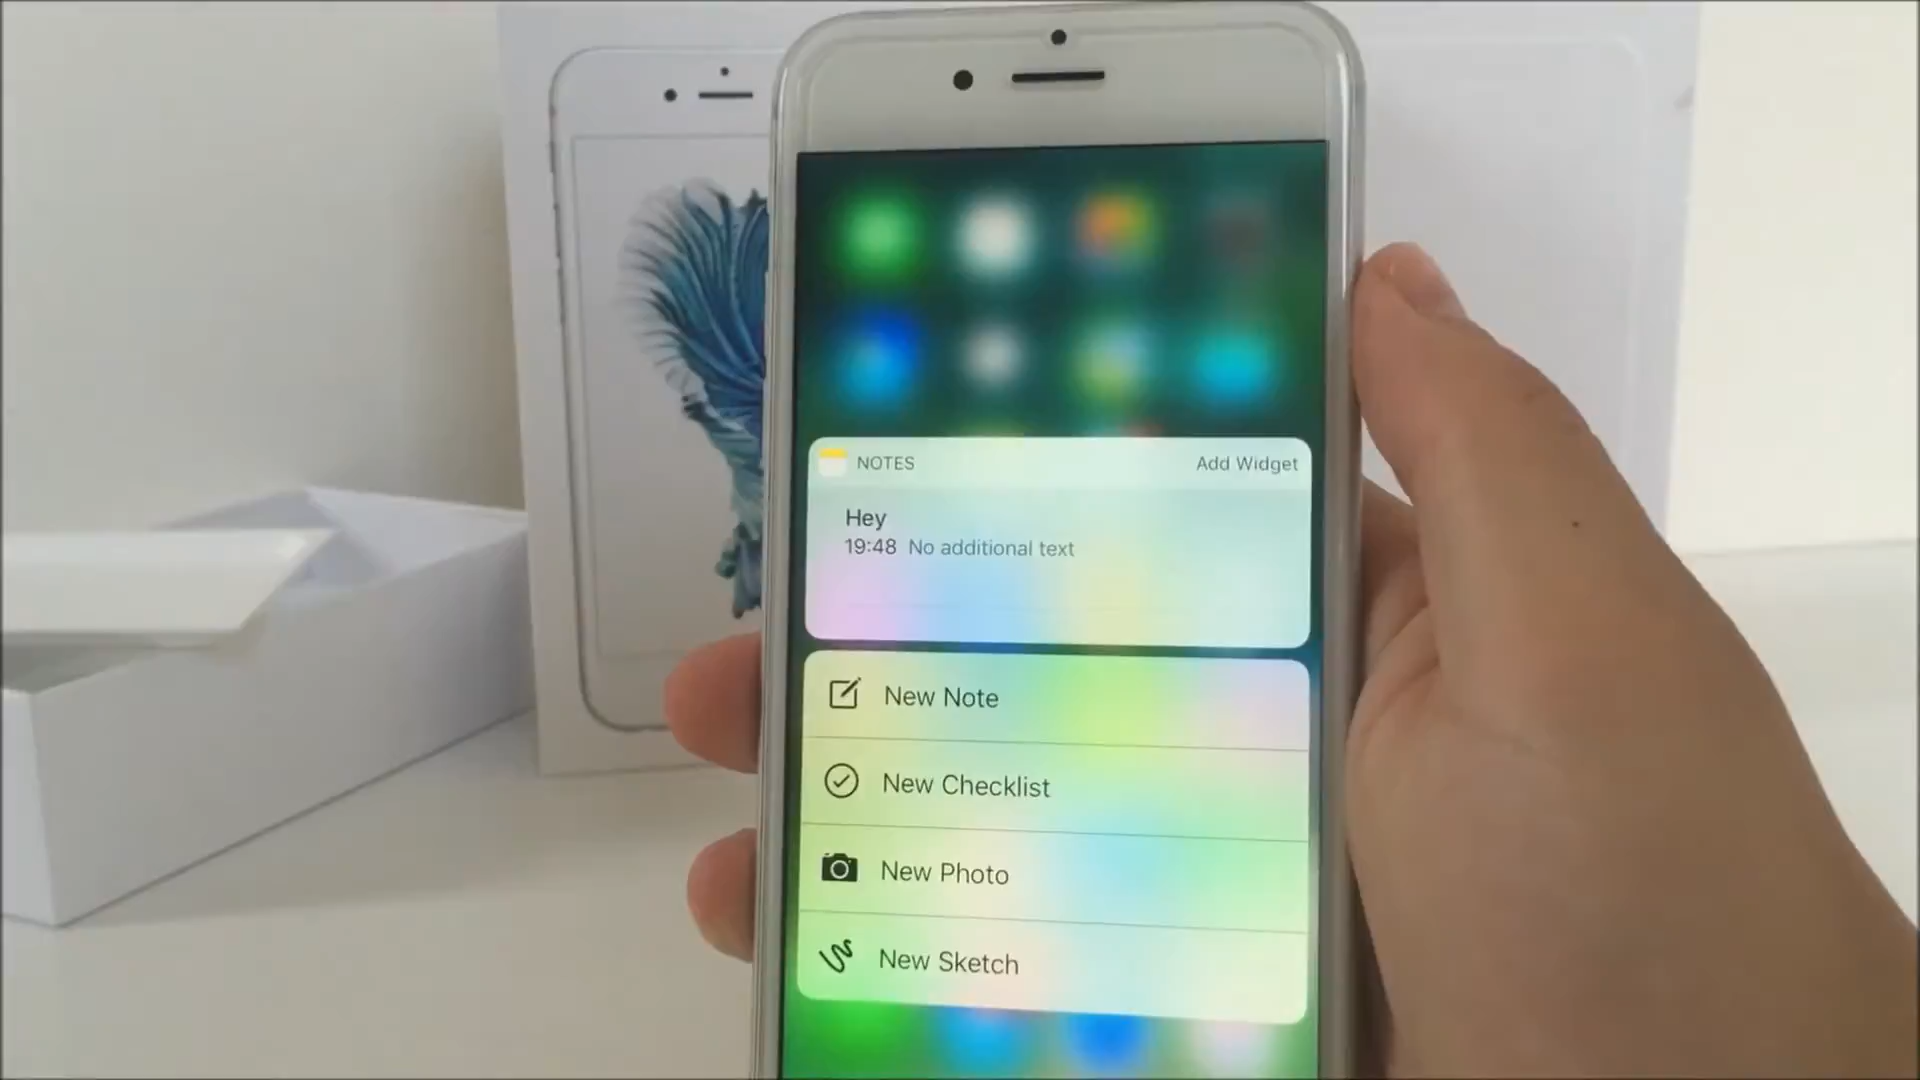 NOTES Add Widget
Hey
19:48 No additional text
New Note
New Checklist
New Photo
New Sketch